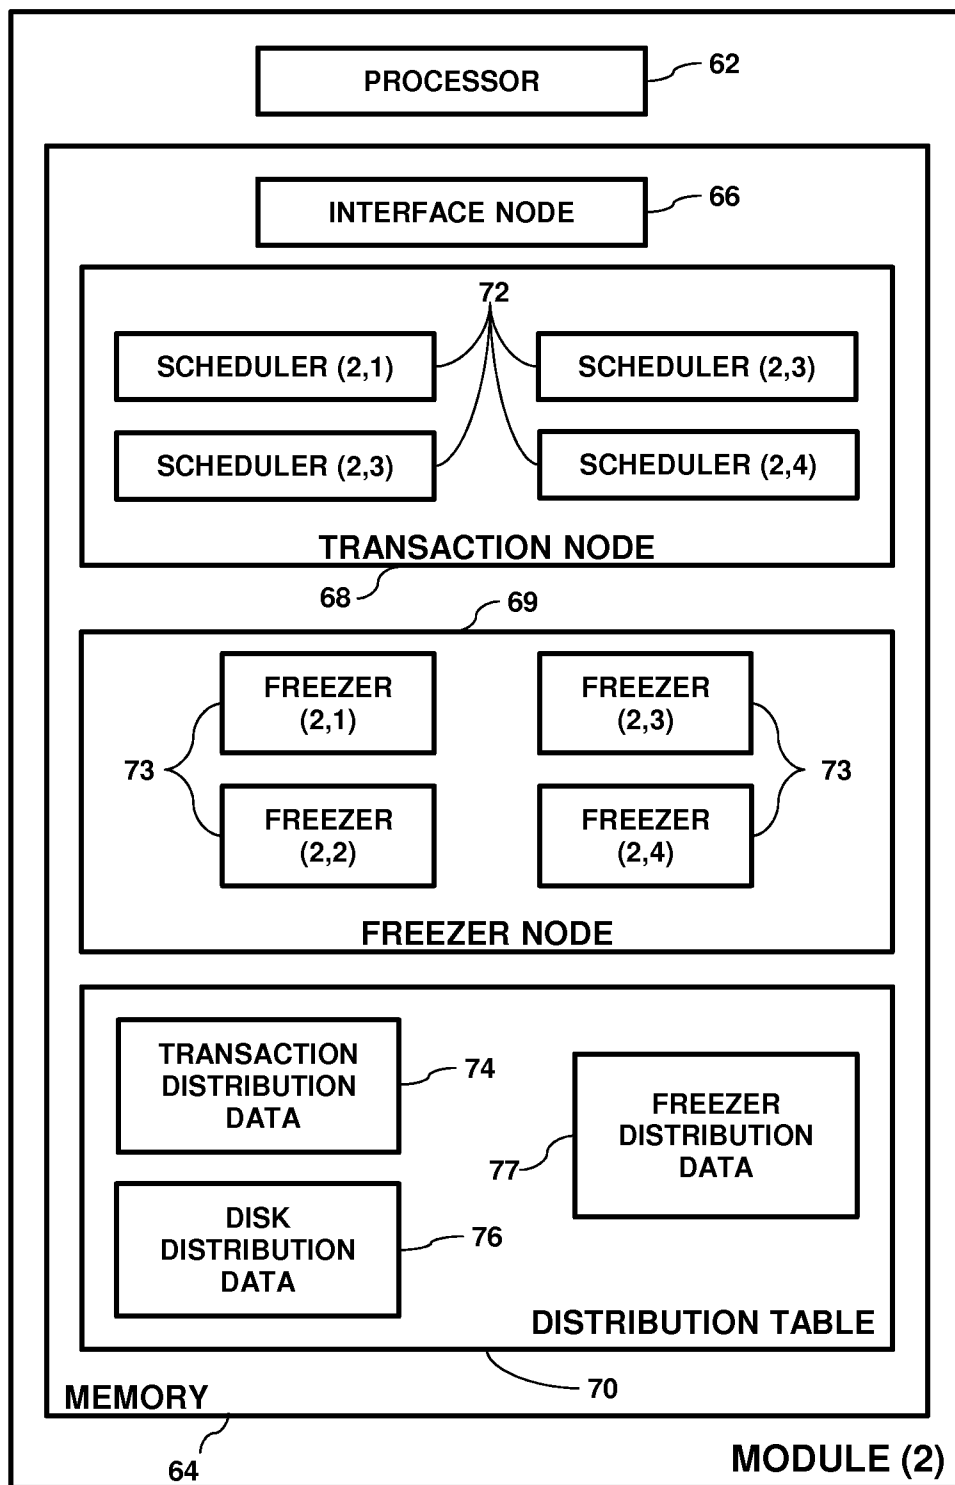 PROCESSOR
62
INTERFACE NODE
66
72
SCHEDULER (2,1)
SCHEDULER (2,3)
SCHEDULER (2,3)
SCHEDULER (2,4)
TRANSACTION NODE
68
69
FREEZER
(2,1)
FREEZER
(2,3)
73
73
FREEZER
(2,2)
FREEZER
(2,4)
FREEZER NODE
TRANSACTION
DISTRIBUTION
DATA
74
FREEZER
DISTRIBUTION
DATA
77
DISK
DISTRIBUTION
DATA
76
DISTRIBUTION TABLE
70
MEMORY
64
MODULE (2)